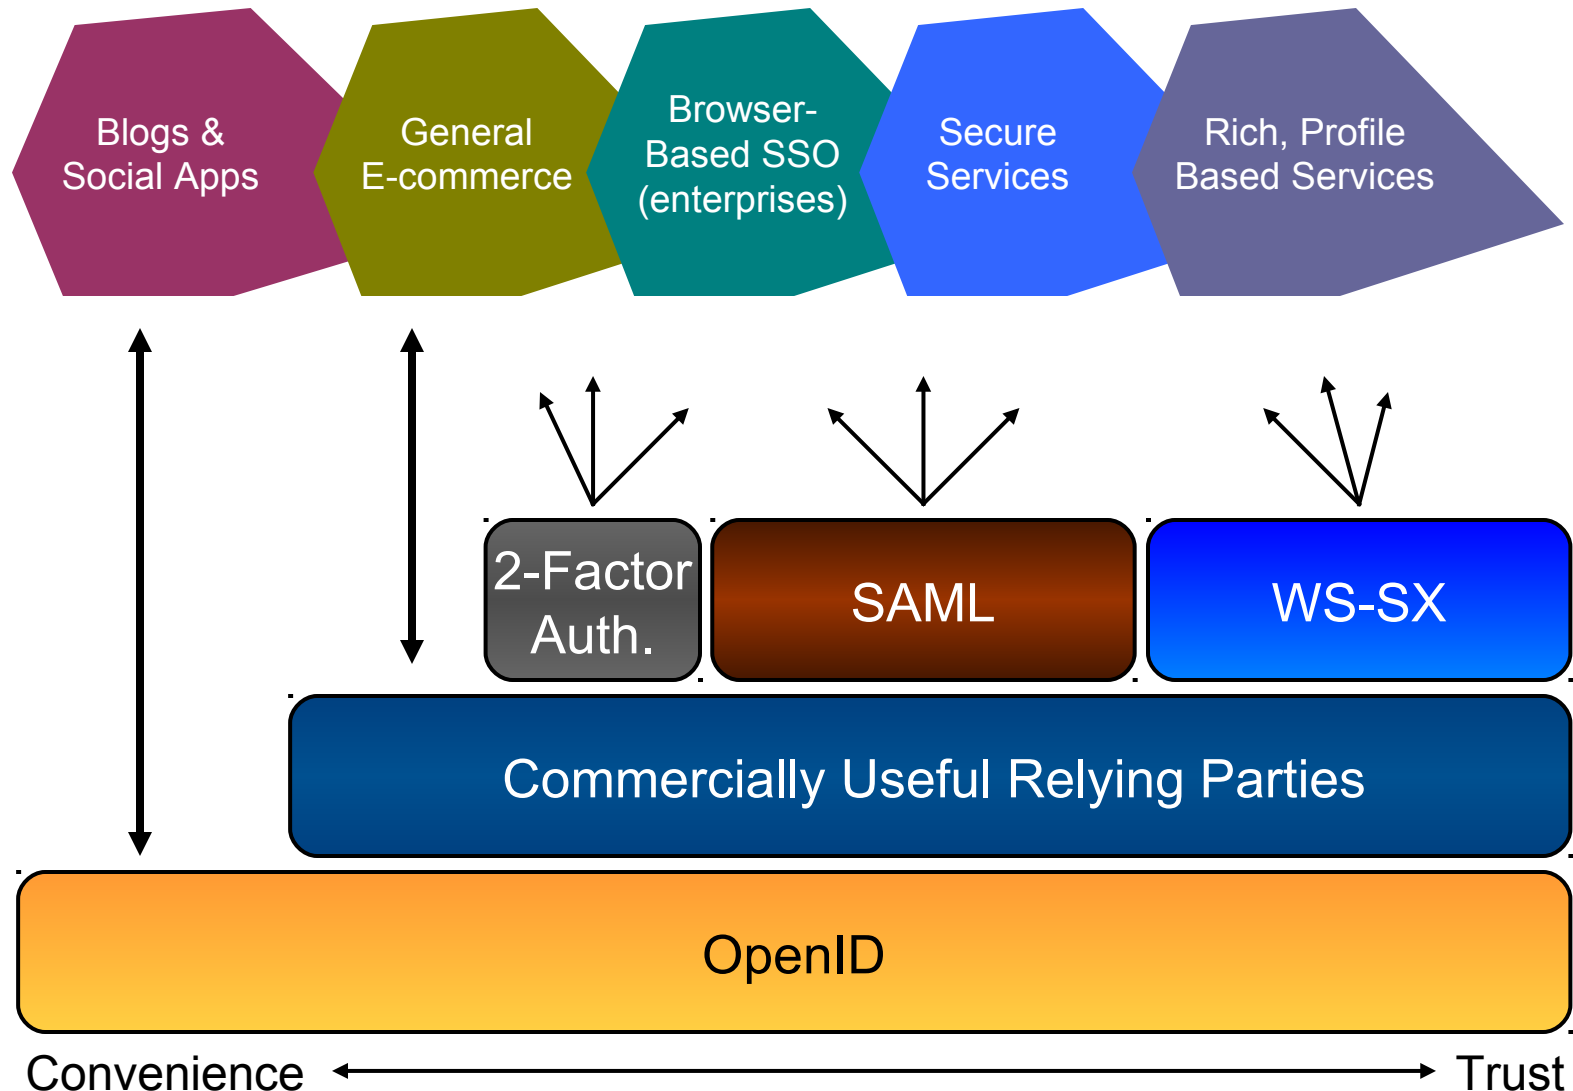 Blogs &
Social Apps
General
E-commerce
Browser-
Based SSO
(enterprises)
Secure
Services
Rich, Profile
Based Services
2-Factor
Auth.
SAML
WS-SX
Commercially Useful Relying Parties
OpenID
Convenience
Trust